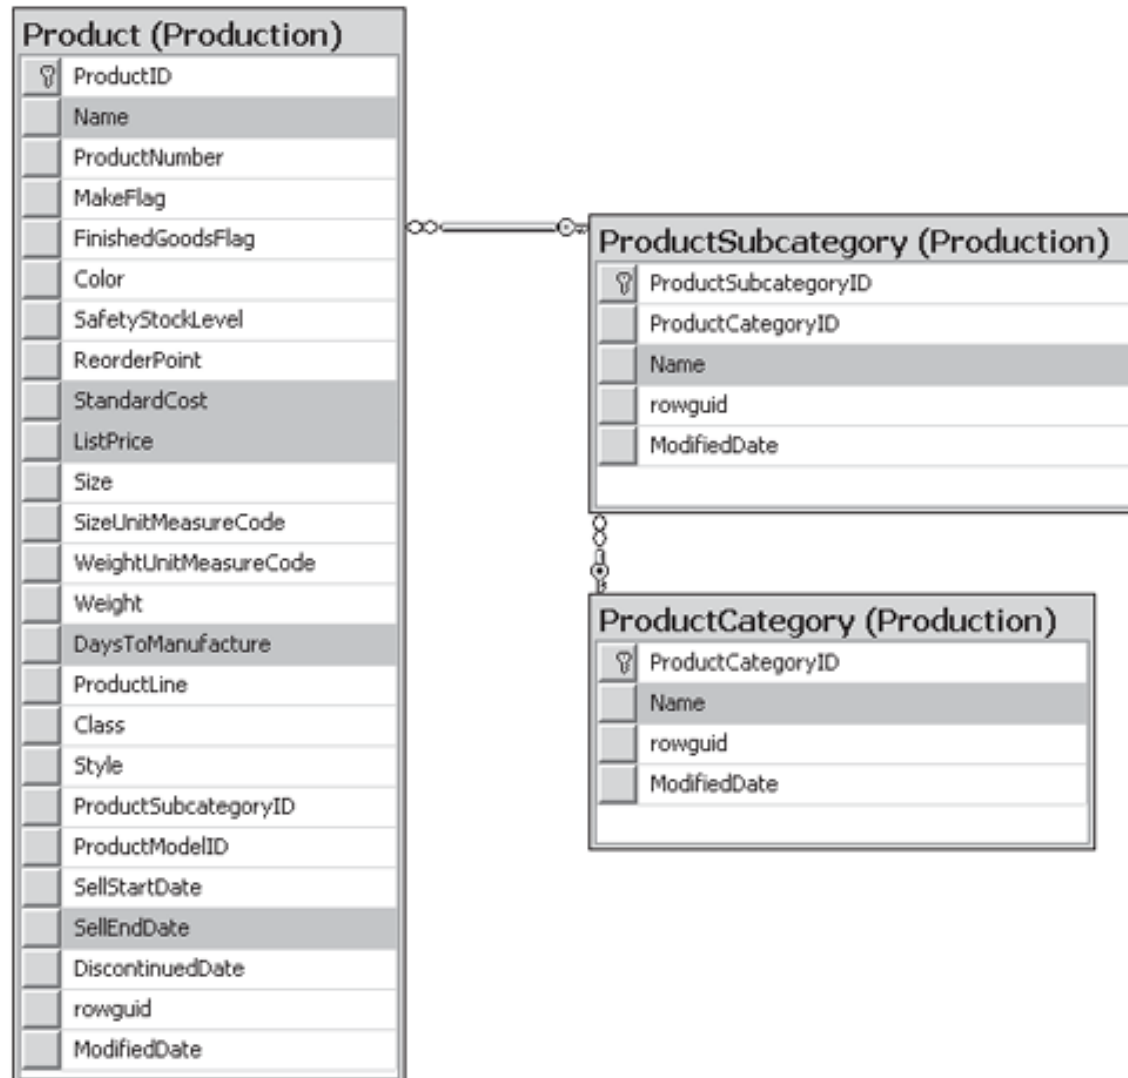 Product (Production)
ProductID
Name
ProductNumber
MakeFlag
FinishedGoodsFlag
Color
SafetyStockLevel
ReorderPoint
StandardCost
ListPrice
Size
SizeUnitMeasureCode
WeightUnitMeasureCode
Weight
DaysToManufacture
ProductLine
Class
Style
ProductSubcategoryID
ProductModelID
SellStartDate
SellEndDate
DiscontinuedDate
rowguid
ModifiedDate
ProductSubcategory (Production)
ProductSubcategoryID
ProductCategoryID
Name
rowguid
ModifiedDate
ProductCategory (Production)
ProductCategoryID
Name
rowguid
ModifiedDate